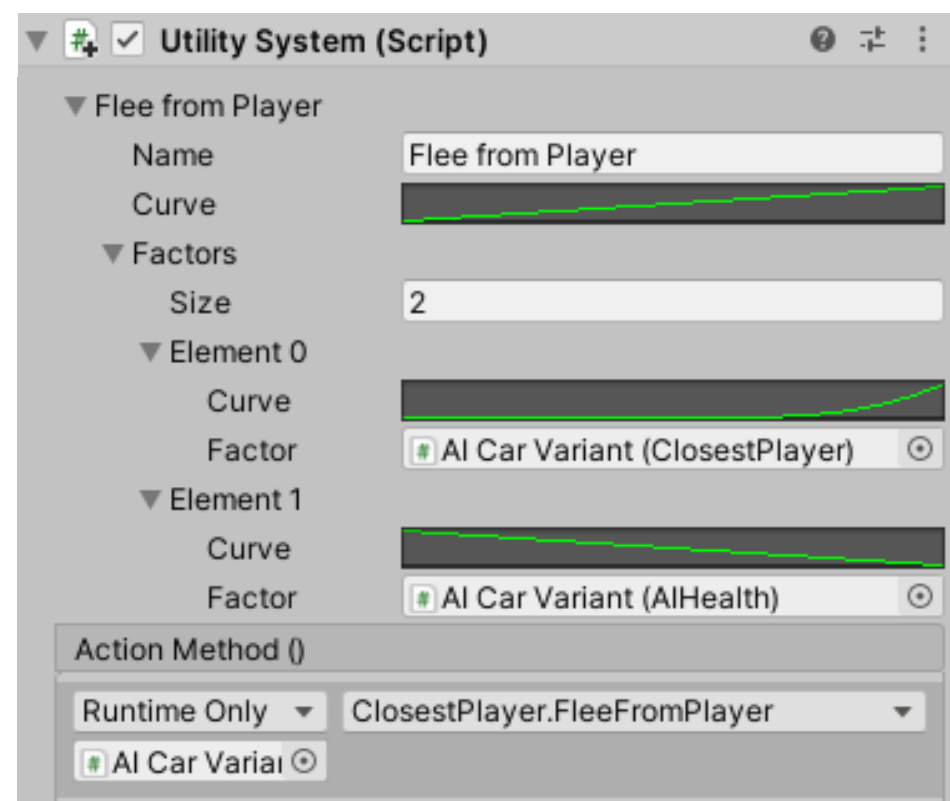 Utility System (Script)
Flee from Player
Name Flee from Player
Curve
Factors
Size 2
Element 0
Curve
Factor AI Car Variant (ClosestPlayer)
Element 1
Curve
Factor AI Car Variant (AIHealth)
Action Method ()
Runtime Only ClosestPlayer.FleeFromPlayer
AI Car Varia